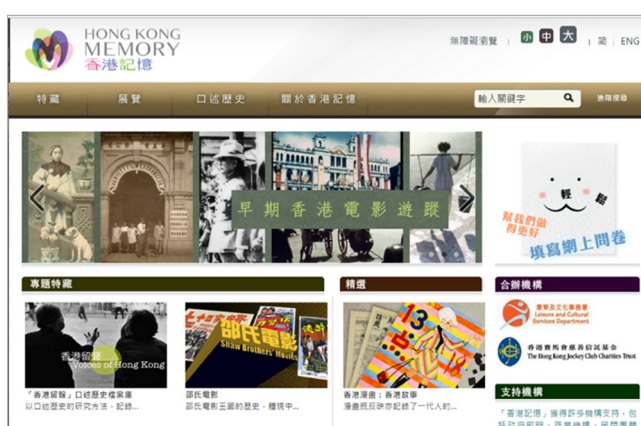 HONG KONG
MEMORY
香港記憶
無障礙瀏覽 | 小 中 大 | 简 | ENG
特藏 展覽 口述歷史 關於香港記憶
輸入關鍵字 進階搜尋
早期香港電影遊蹤
輕 鬆
幫我們做
得更好
填寫網上問卷
專題特藏
精選
合辦機構
香港留聲
Voices of Hong Kong
邵氏電影
Shaw Brothers' Movies
13
康樂及文化事務署
Leisure and Cultural
Services Department
香港賽馬會慈善信託基金
The Hong Kong Jockey Club Charities Trust
「香港留聲」口述歷史檔案庫
以口述歷史的研究方法，記錄...
邵氏電影
邵氏電影王國的歷史，種現中...
香港漫畫：香港故事
漫畫既反映亦記錄了一代人的...
支持機構
「香港記憶」獲得許多機構支持，包